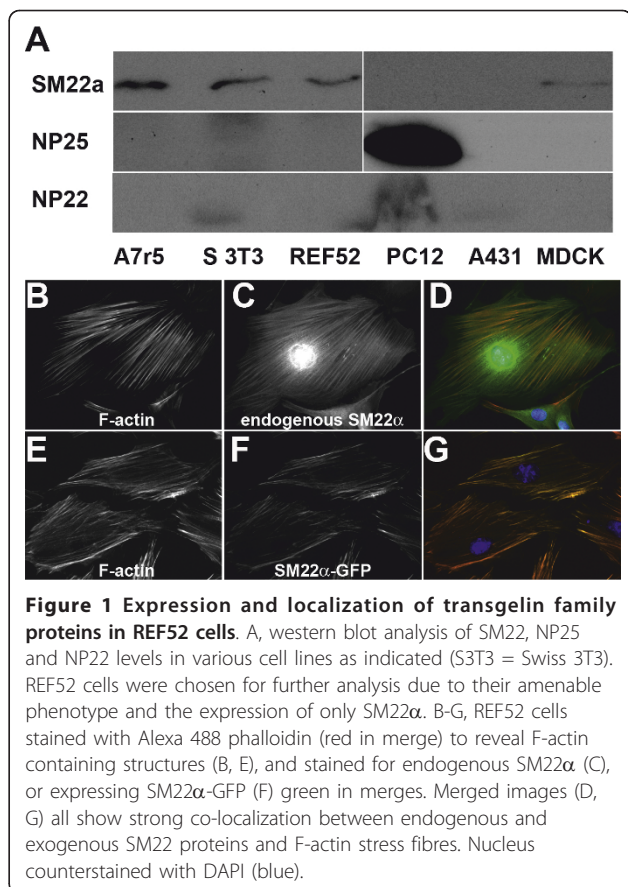 A
SM22a
NP25
NP22
A7r5 S 3T3 REF52 PC12 A431 MDCK
B C D
F-actin endogenous SM22α
E F G
F-actin SM22α-GFP
Figure 1 Expression and localization of transgelin family
proteins in REF52 cells. A, western blot analysis of SM22, NP25
and NP22 levels in various cell lines as indicated (S3T3 = Swiss 3T3).
REF52 cells were chosen for further analysis due to their amenable
phenotype and the expression of only SM22α. B-G, REF52 cells
stained with Alexa 488 phalloidin (red in merge) to reveal F-actin
containing structures (B, E), and stained for endogenous SM22α (C),
or expressing SM22α-GFP (F) green in merges. Merged images (D,
G) all show strong co-localization between endogenous and
exogenous SM22 proteins and F-actin stress fibres. Nucleus
counterstained with DAPI (blue).